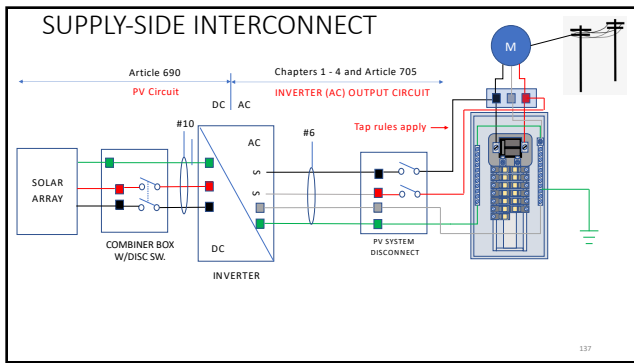 SUPPLY-SIDE INTERCONNECT
Article 690
PV Circuit
Chapters 1 - 4 and Article 705
INVERTER (AC) OUTPUT CIRCUIT
DC AC
#10
#6
Tap rules apply
M
AC
S
S
DC
SOLAR
ARRAY
COMBINER BOX
W/DISC SW.
INVERTER
PV SYSTEM
DISCONNECT
137